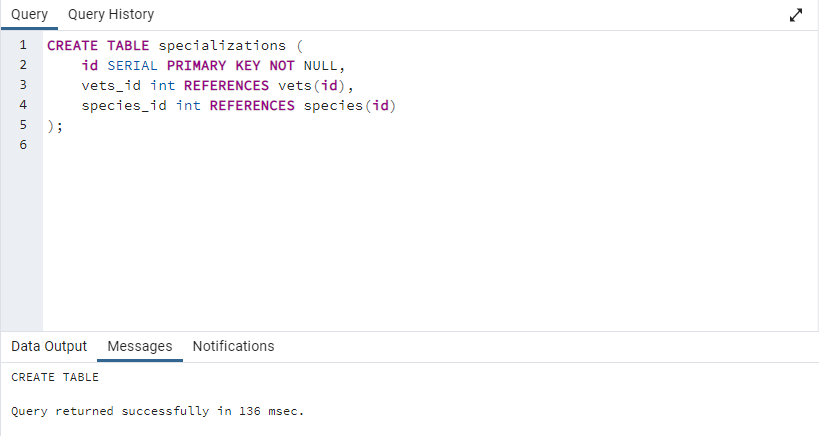 Query Query History
1 CREATE TABLE specializations (
2 id SERIAL PRIMARY KEY NOT NULL,
3 vets_id int REFERENCES vets(id),
4 species_id int REFERENCES species(id)
5 );
6
Data Output Messages Notifications
CREATE TABLE
Query returned successfully in 136 msec.